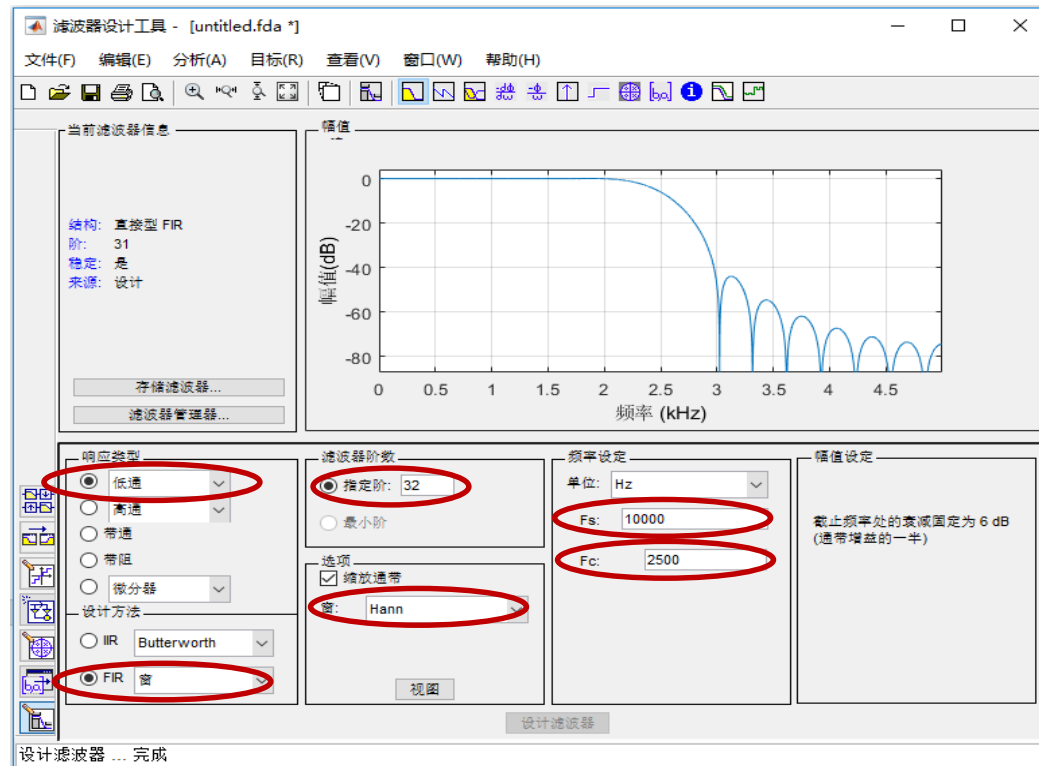 滤波器设计工具 - [untitled.fda *]
文件(F) 编辑(E) 分析(A) 目标(R) 查看(V) 窗口(W) 帮助(H)
当前滤波器信息
结构: 直接型 FIR
阶: 31
稳定: 是
来源: 设计
存储滤波器...
滤波器管理器...
幅值
幅值(dB)
0
-20
-40
-60
-80
0 0.5 1 1.5 2 2.5 3 3.5 4 4.5
频率 (kHz)
响应类型
低通
高通
带通
带阻
微分器
设计方法
IIR Butterworth
FIR 窗
滤波器阶数
指定阶: 32
最小阶
选项
缩放通带
窗: Hann
视图
频率设定
单位: Hz
Fs: 10000
Fc: 2500
幅值设定
截止频率处的衰减固定为 6 dB
(通带增益的一半)
设计滤波器
设计滤波器 ... 完成